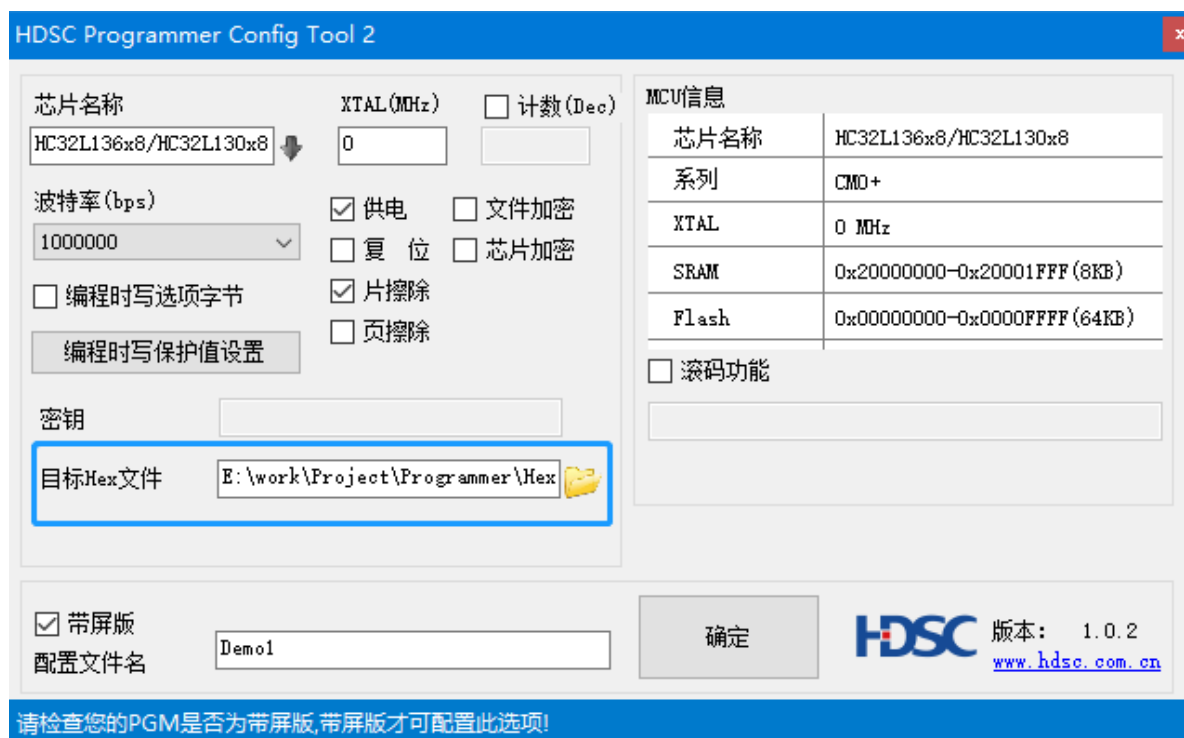 HDSC Programmer Config Tool 2
x
芯片名称
XTAL(MHz)
计数(Dec)
HC32L136x8/HC32L130x8
0
波特率(bps)
1000000
供电
文件加密
复 位
芯片加密
编程时写选项字节
片擦除
页擦除
编程时写保护值设置
密钥
目标Hex文件
E:\work\Project\Programmer\Hex
MCU信息
芯片名称 HC32L136x8/HC32L130x8
系列 CM0+
XTAL 0 MHz
SRAM 0x20000000-0x20001FFF(8KB)
Flash 0x00000000-0x0000FFFF(64KB)
滚码功能
带屏版
配置文件名
Demo1
确定
HDSC
版本: 1.0.2
www.hdsc.com.cn
请检查您的PGM是否为带屏版,带屏版才可配置此选项!